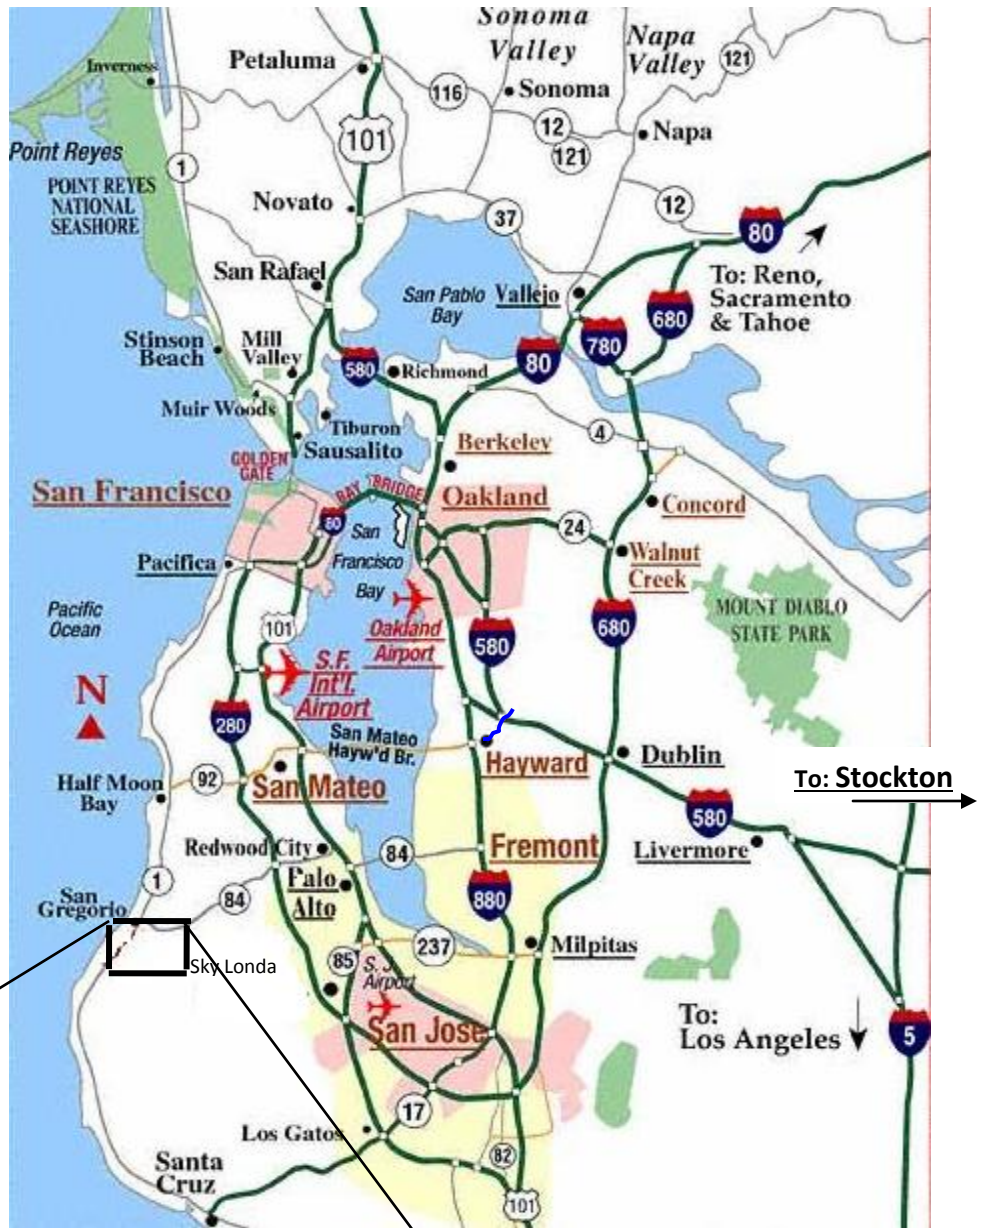 Sonoma
Valley
Napa
Valley
121
Inverness
Petaluma
116
Sonoma
12
121
Napa
101
Point Reyes
1
POINT REYES
NATIONAL
SEASHORE
Novato
37
12
80
San Rafael
San Pablo
Bay
Vallejo
To: Reno,
Sacramento
& Tahoe
680
780
80
Stinson
Beach
Mill
Valley
580
Richmond
Muir Woods
Tiburon
Sausalito
4
Berkeley
GOLDEN
GATE
San Francisco
BAY BRIDGE
Oakland
Concord
80
San
Francisco
Bay
24
Walnut
Creek
Pacifica
Pacific
Ocean
101
Oakland
Airport
580
680
MOUNT DIABLO
STATE PARK
N
S.F.
Int'l.
Airport
280
San Mateo
Hayw'd Br.
Hayward
Dublin
To: Stockton
Half Moon
Bay
92
San Mateo
580
Livermore
Redwood City
84
Fremont
1
Palo
Alto
84
San
Gregorio
880
237
Milpitas
Sky Londa
85
S. J.
Airport
San Jose
To:
Los Angeles
5
17
Los Gatos
82
Santa
Cruz
101